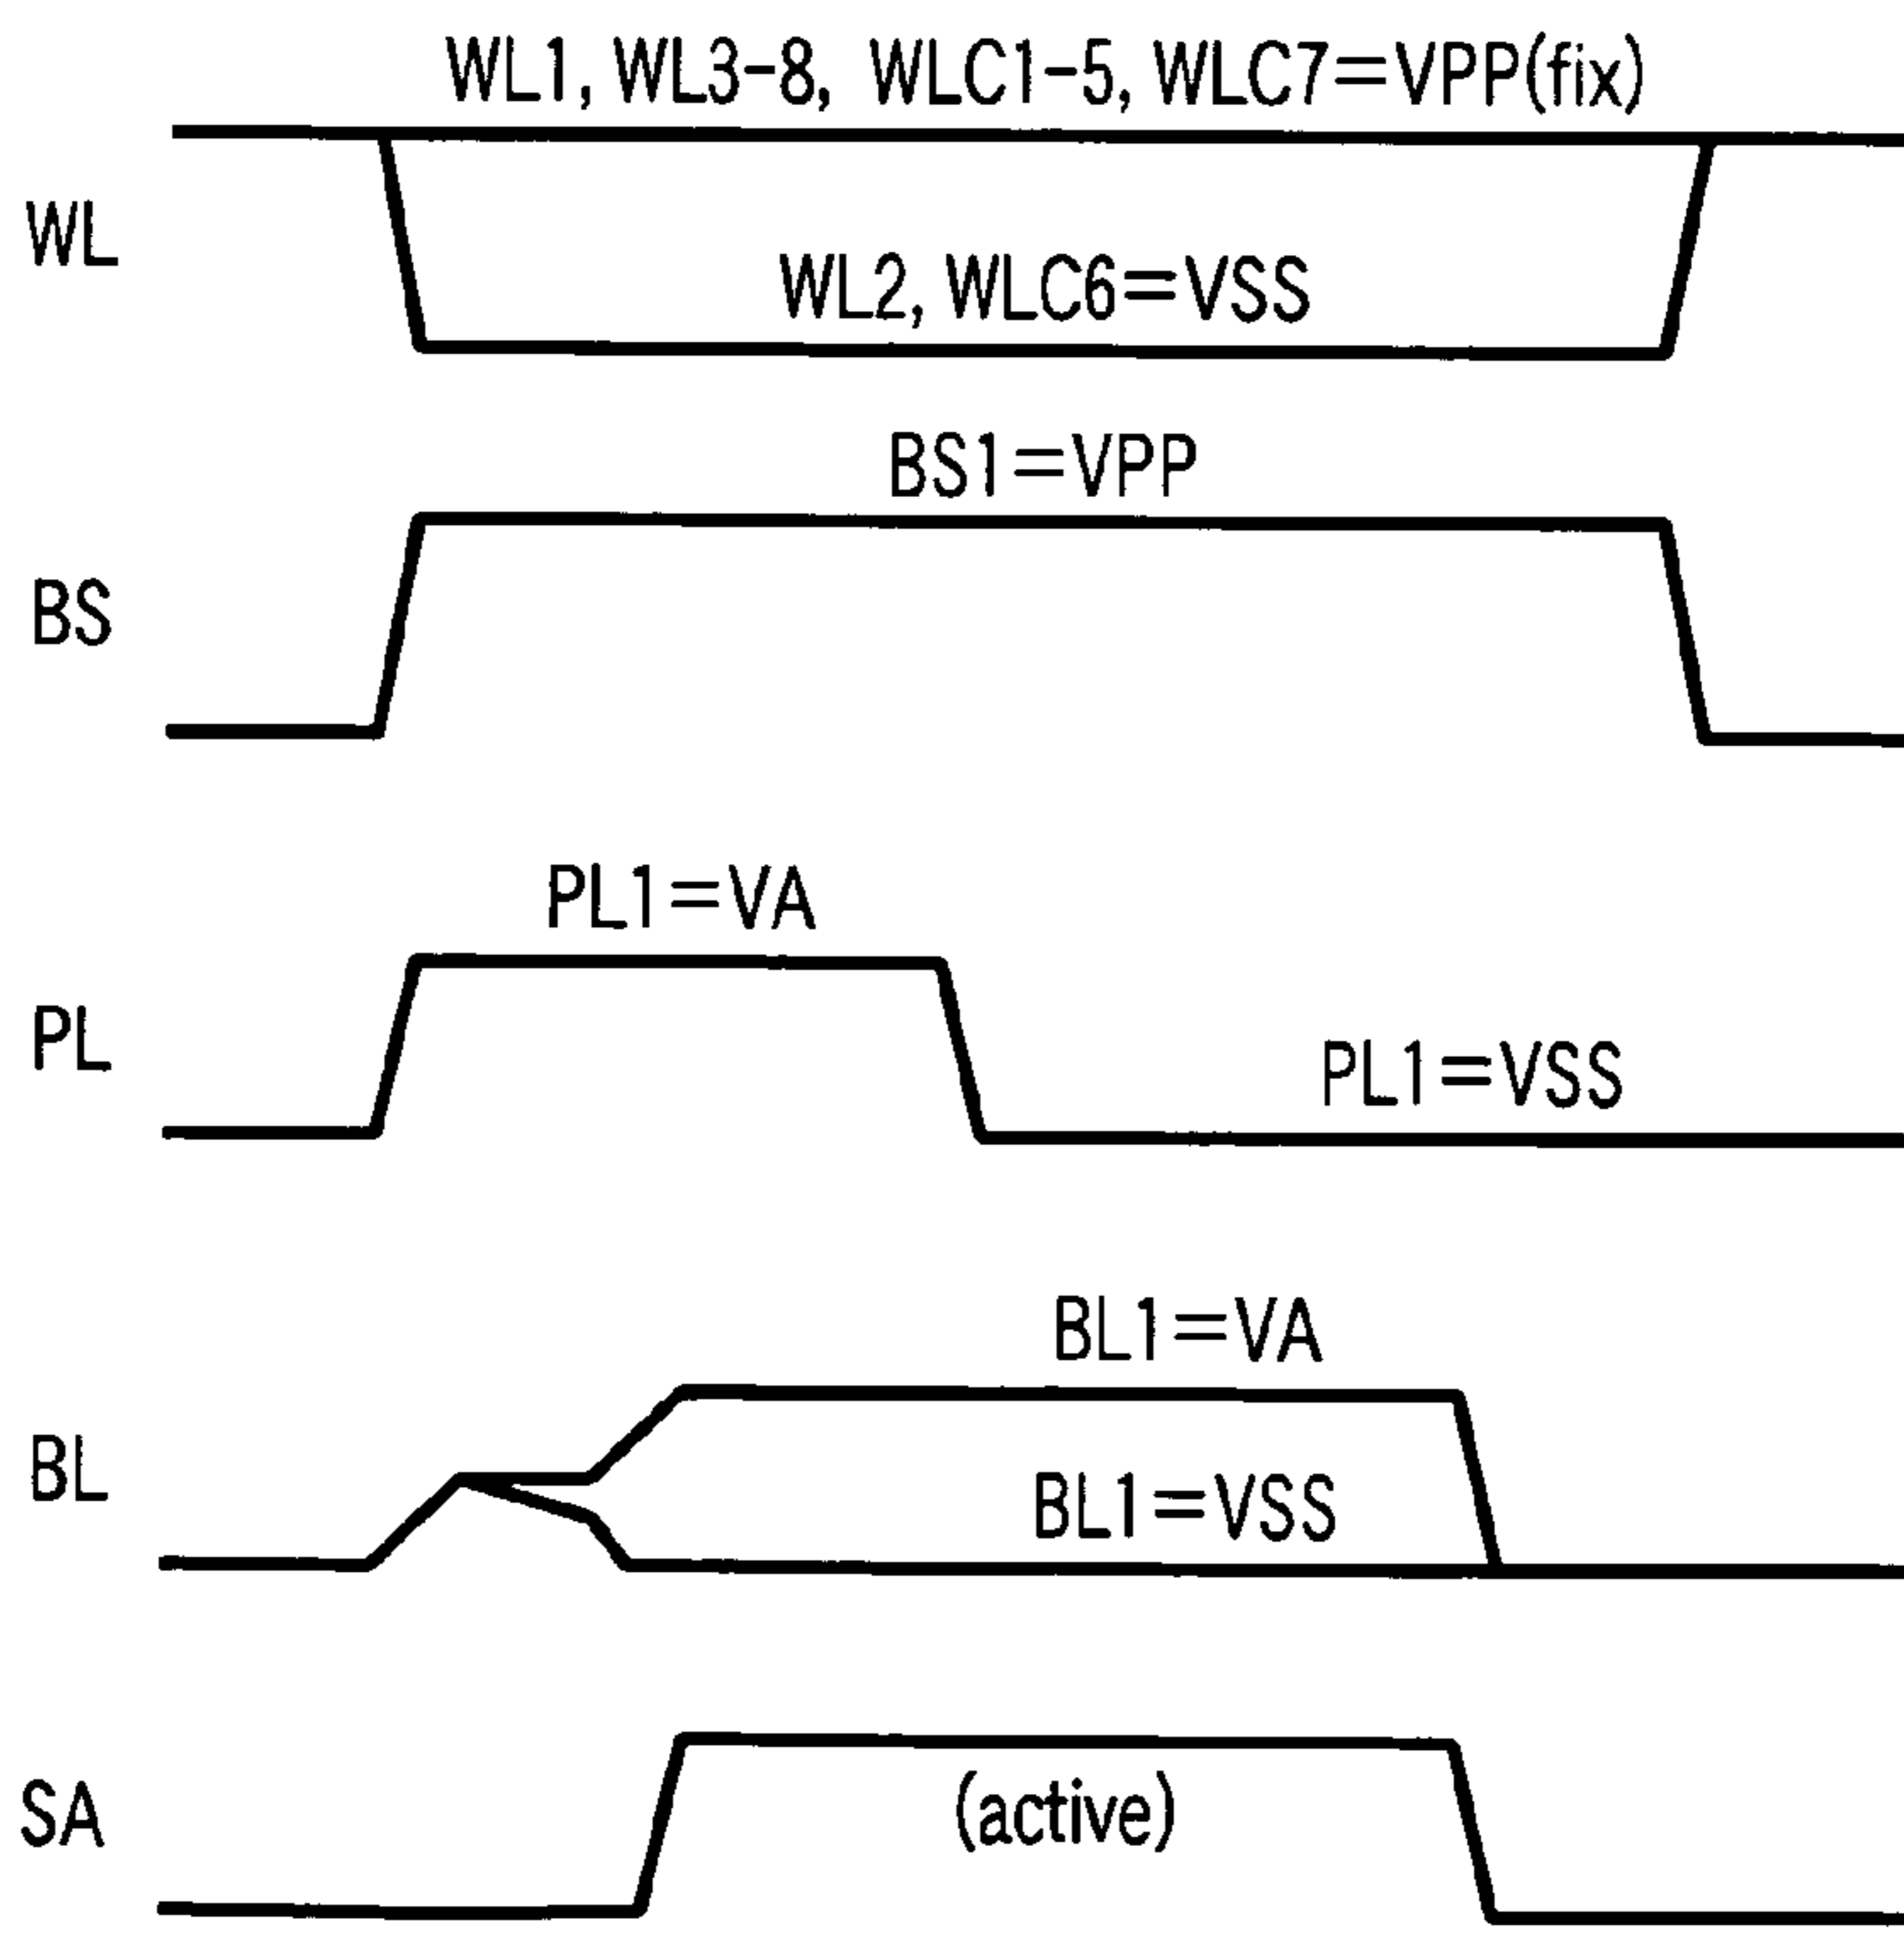 WL1, WL3-8, WLC1-5, WLC7=VPP(fix)
WL
WL2, WLC6=VSS
BS1=VPP
BS
PL1=VA
PL
PL1=VSS
BL1=VA
BL
BL1=VSS
SA
(active)